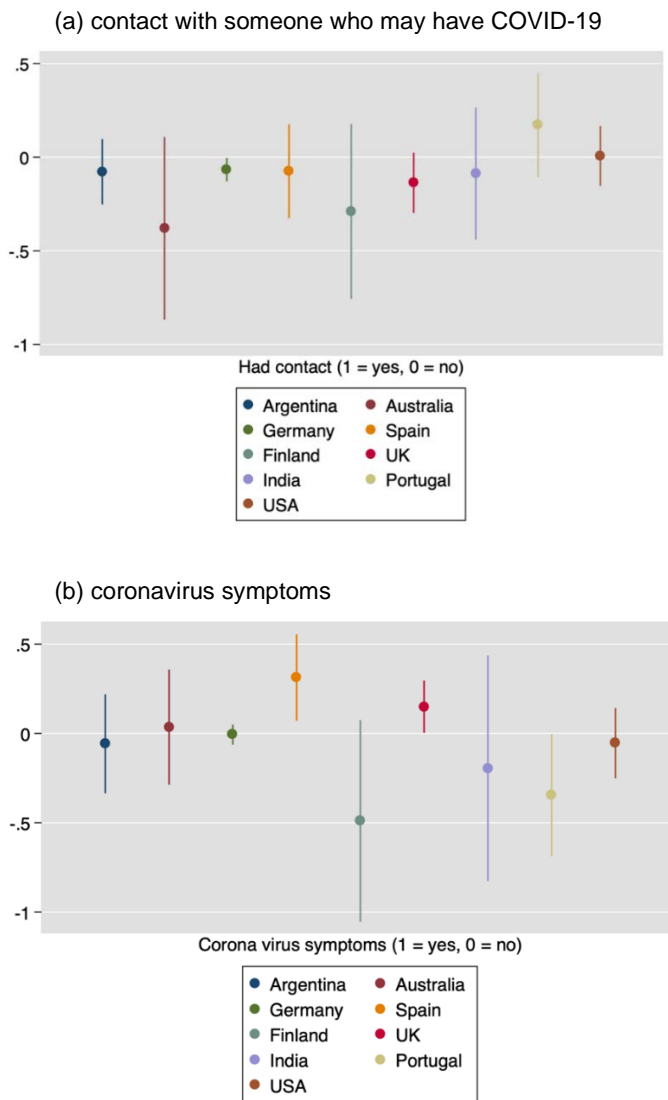 (a) contact with someone who may have COVID-19
.5
0
-.5
-1
Had contact (1 = yes, 0 = no)
Argentina Australia
Germany Spain
Finland UK
India Portugal
USA
(b) coronavirus symptoms
.5
0
-.5
-1
Corona virus symptoms (1 = yes, 0 = no)
Argentina Australia
Germany Spain
Finland UK
India Portugal
USA